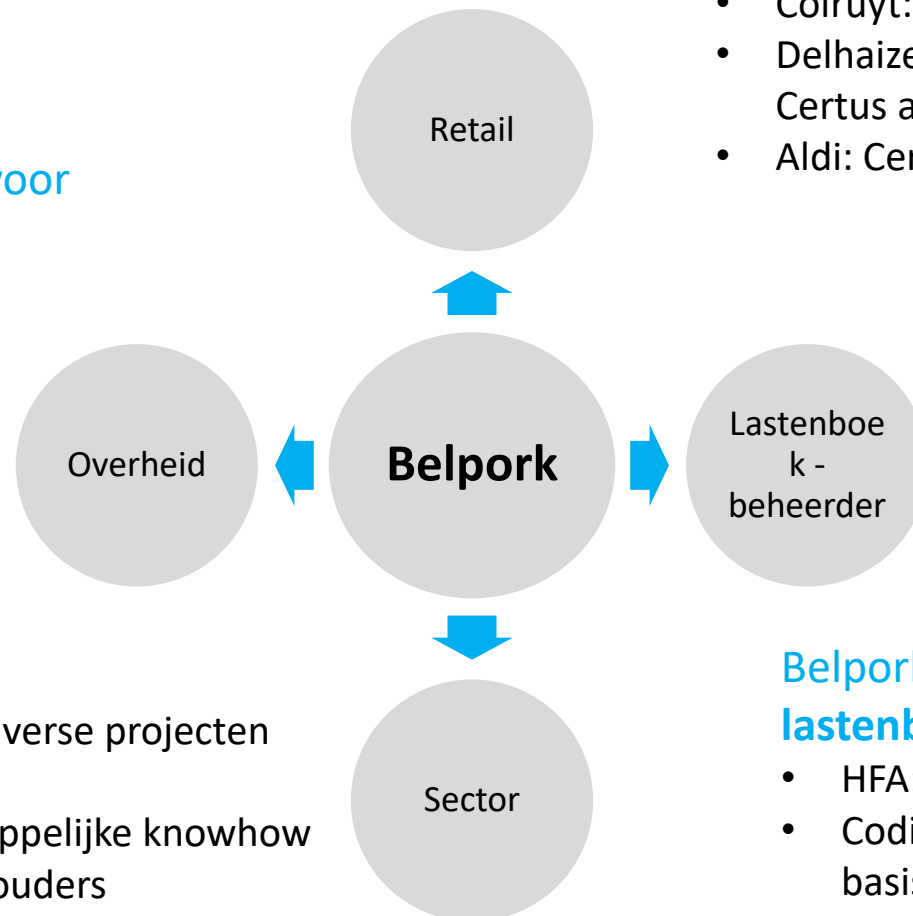 • Colruyt:
• Delhaize
Certus a
• Aldi: Cer
Retail
voor
Overheid
Belpork
Lastenboe
k -
beheerder
verse projecten
ppelijke knowhow
ouders
Sector
Belpork
lastenb
• HFA
• Codi
basis